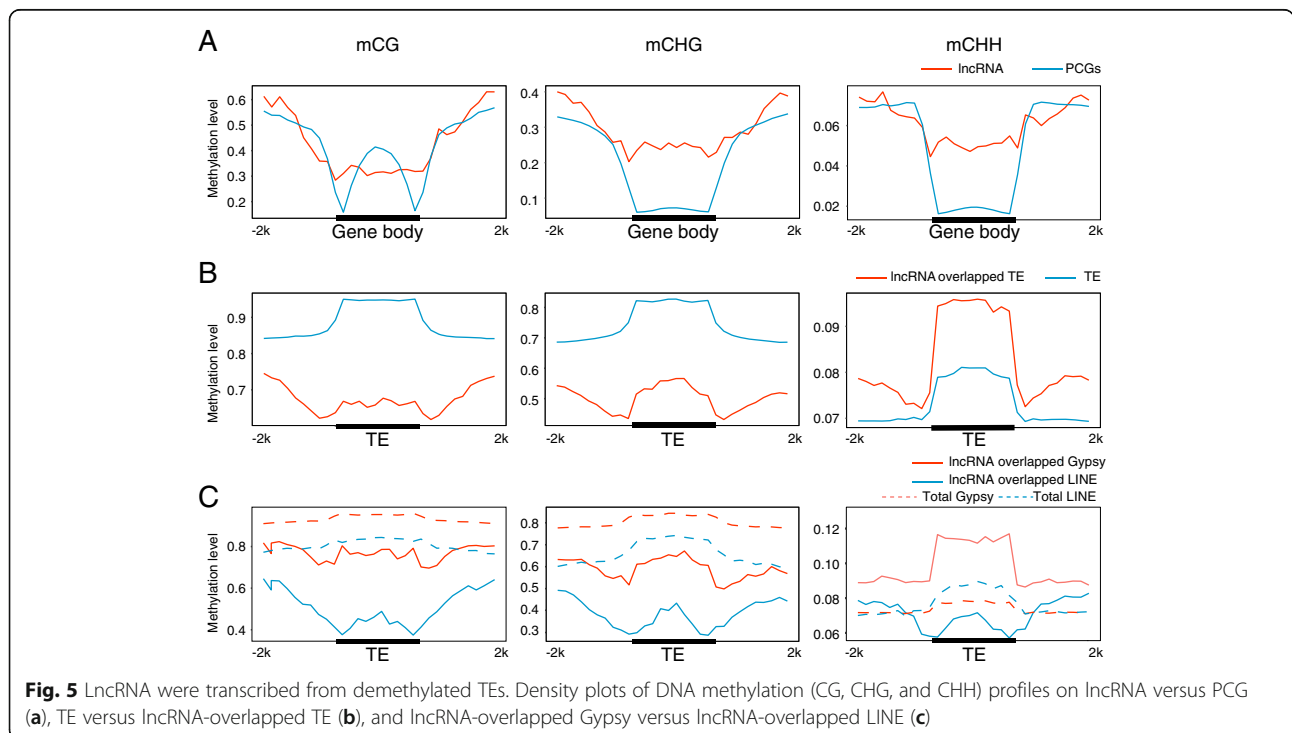 A
mCG
mCHG
mCHH
lncRNA
PCGs
Methylation level
0.6
0.5
0.4
0.3
0.2
-2k
Gene body
2k
0.4
0.3
0.2
0.1
Gene body
2k
0.06
0.04
0.02
-2k
Gene body
2k
B
lncRNA overlapped TE
TE
Methylation level
0.9
0.8
0.7
-2k
TE
2k
0.8
0.7
0.6
0.5
-2k
TE
2k
0.09
0.08
0.07
-2k
TE
2k
lncRNA overlapped Gypsy
lncRNA overlapped LINE
Total Gypsy
Total LINE
C
Methylation level
0.8
0.6
0.4
-2k
TE
2k
0.8
0.7
0.6
0.5
0.4
0.3
-2k
TE
2k
0.12
0.10
0.08
0.06
-2k
TE
2k
Fig. 5 LncRNA were transcribed from demethylated TEs. Density plots of DNA methylation (CG, CHG, and CHH) profiles on lncRNA versus PCG
(a), TE versus lncRNA-overlapped TE (b), and lncRNA-overlapped Gypsy versus lncRNA-overlapped LINE (c)